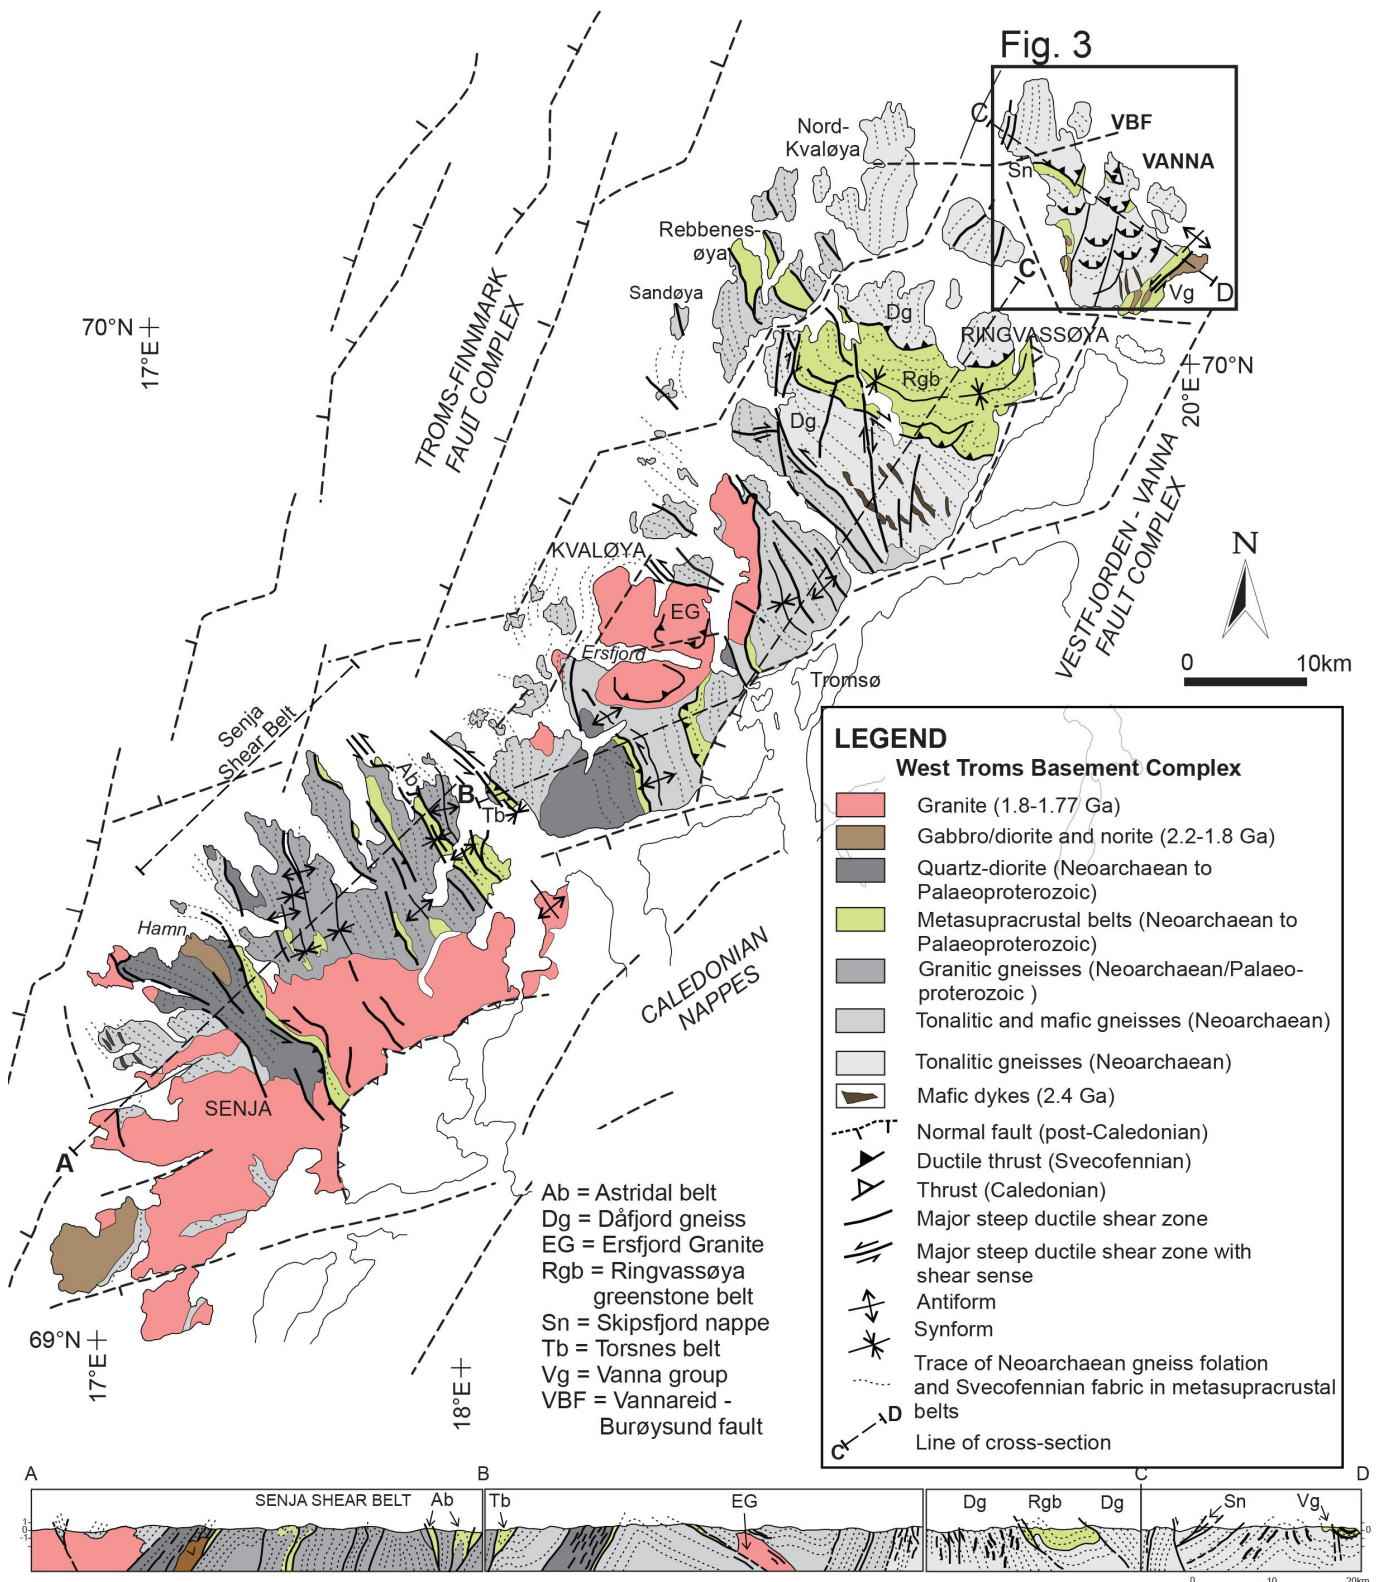 Fig. 3
C
VBF
VANNA
Sn
Nord-
Kvaløya
Rebbenes-
øya
Sandøya
C
Vg
D
Dg
RINGVASSØYA
Rgb
Dg
70°N
17°E
TROMS-FINNMARK
FAULT COMPLEX
70°N
20°E
VESTFJORDEN - VANNA
FAULT COMPLEX
N
0 10km
KVALØYA
EG
Ersfjord
Tromsø
Senja
Shear Belt
Ab
B
Tb
Hamn
SENJA
A
CALEDONIAN
NAPPES
69°N
17°E
18°E
LEGEND
West Troms Basement Complex
Granite (1.8-1.77 Ga)
Gabbro/diorite and norite (2.2-1.8 Ga)
Quartz-diorite (Neoarchaean to
Palaeoproterozoic)
Metasupracrustal belts (Neoarchaean to
Palaeoproterozoic)
Granitic gneisses (Neoarchaean/Palaeo-
proterozoic )
Tonalitic and mafic gneisses (Neoarchaean)
Tonalitic gneisses (Neoarchaean)
Mafic dykes (2.4 Ga)
Normal fault (post-Caledonian)
Ductile thrust (Svecofennian)
Thrust (Caledonian)
Major steep ductile shear zone
Major steep ductile shear zone with
shear sense
Antiform
Synform
Trace of Neoarchaean gneiss folation
and Svecofennian fabric in metasupracrustal
belts
C D
Line of cross-section
Ab = Astridal belt
Dg = Dåfjord gneiss
EG = Ersfjord Granite
Rgb = Ringvassøya
greenstone belt
Sn = Skipsfjord nappe
Tb = Torsnes belt
Vg = Vanna group
VBF = Vannareid -
Burøysund fault
A B C D
SENJA SHEAR BELT Ab Tb EG Dg Rgb Dg Sn Vg
1
0
-1
0
0 10 20km